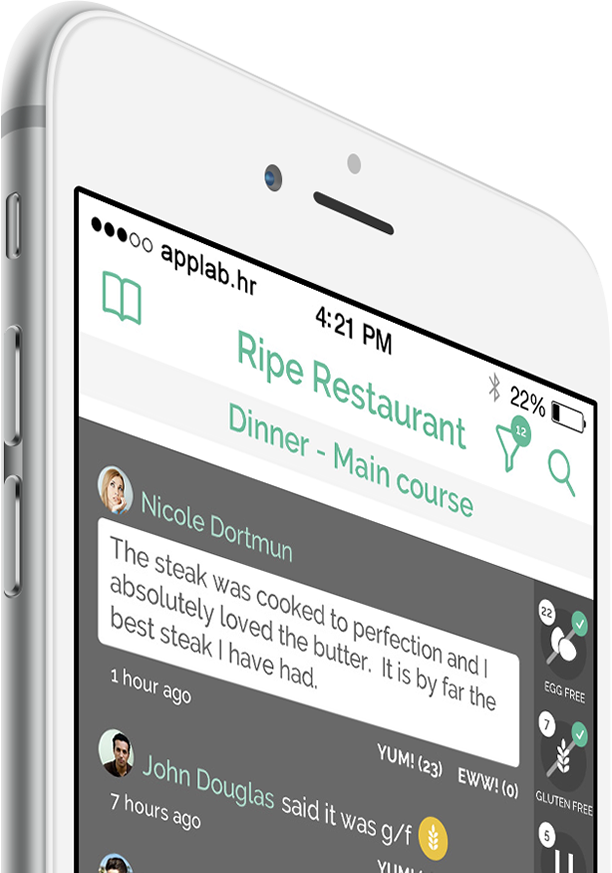 applab.hr
4:21 PM
22%
Ripe Restaurant
12
Dinner - Main course
Nicole Dortmun
The steak was cooked to perfection and I
absolutely loved the butter. It is by far the
best steak I have had.
1 hour ago
YUM! (23) EWW! (0)
John Douglas said it was g/f
7 hours ago
22
EGG FREE
7
GLUTEN FREE
5